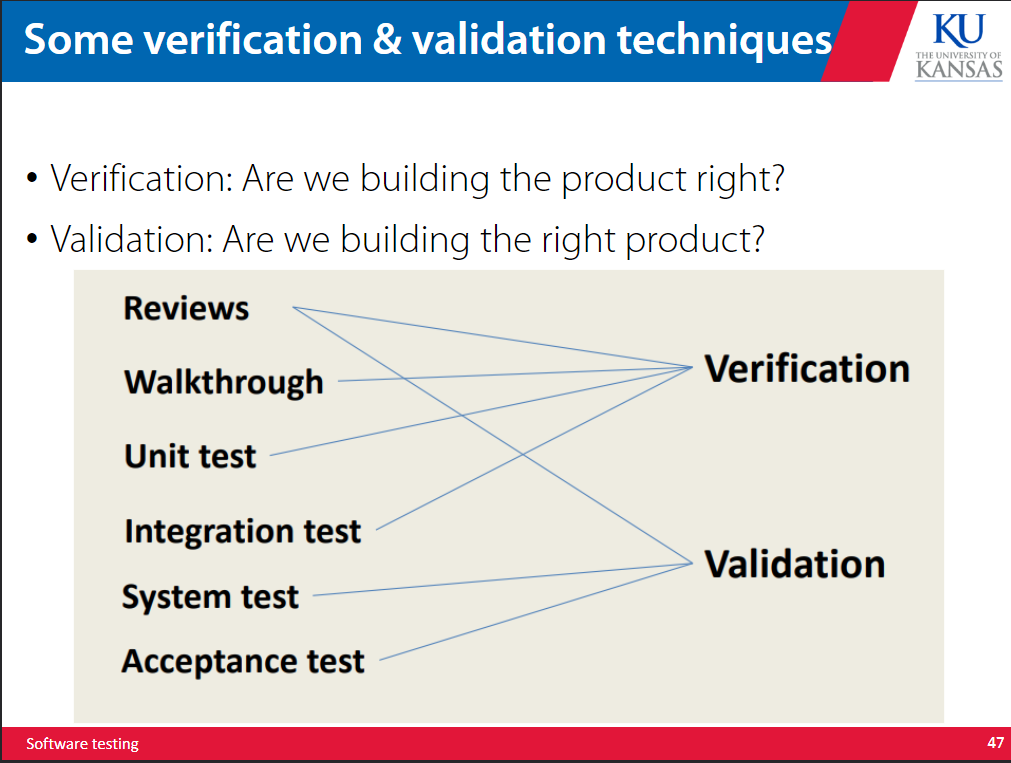 Some verification & validation techniques
KU
THE UNIVERSITY OF
KANSAS
• Verification: Are we building the product right?
• Validation: Are we building the right product?
Reviews
Walkthrough
Unit test
Integration test
System test
Acceptance test
Verification
Validation
Software testing
47